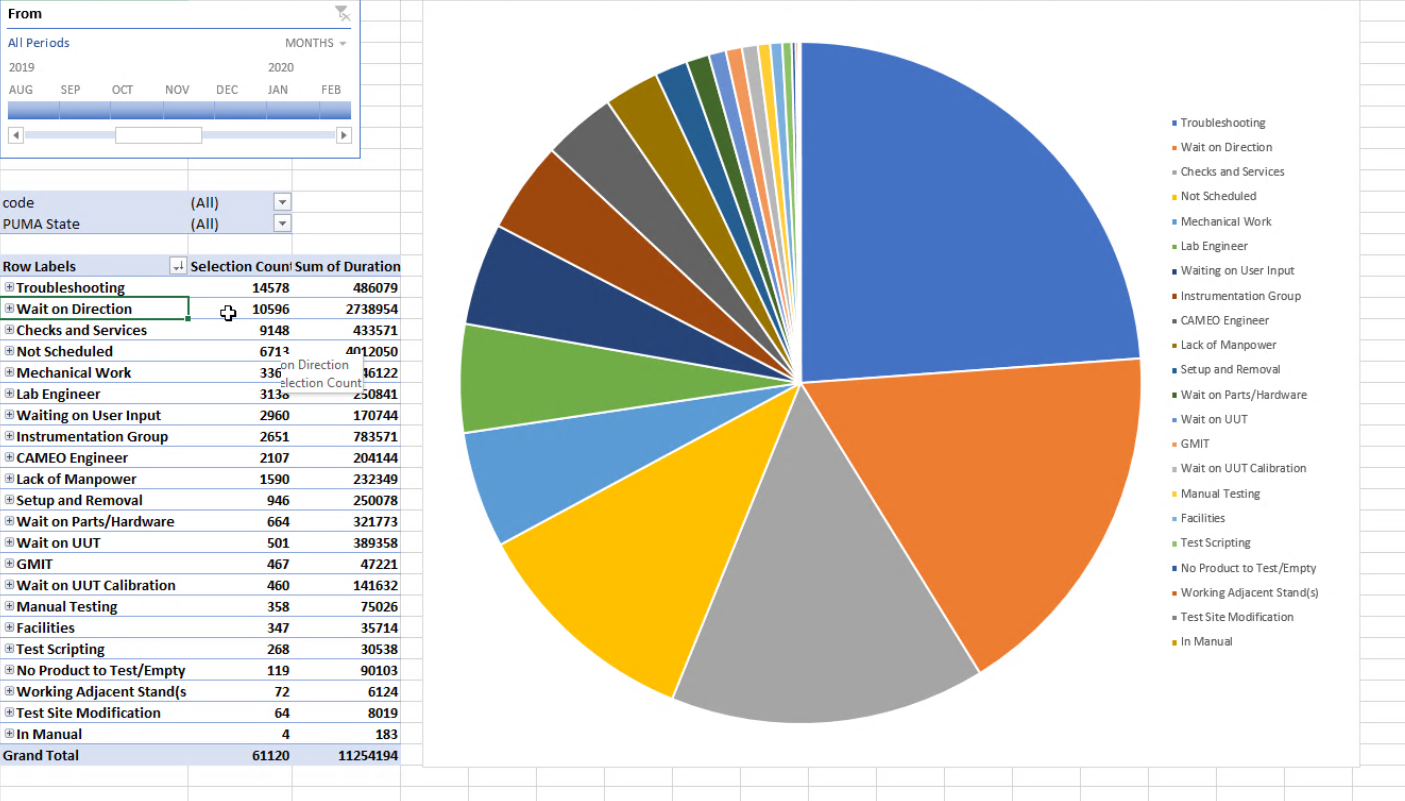 From
All Periods MONTHS
2019 2020
AUG SEP OCT NOV DEC JAN FEB
code (All)
PUMA State (All)
Row Labels Selection Count Sum of Duration
Troubleshooting 14578 486079
Wait on Direction 10596 2738954
Checks and Services 9148 433571
Not Scheduled 6713 4012050
on Direction
Mechanical Work 336 46122
election Count
Lab Engineer 3138 250841
Waiting on User Input 2960 170744
Instrumentation Group 2651 783571
CAMEO Engineer 2107 204144
Lack of Manpower 1590 232349
Setup and Removal 946 250078
Wait on Parts/Hardware 664 321773
Wait on UUT 501 389358
GMIT 467 47221
Wait on UUT Calibration 460 141632
Manual Testing 358 75026
Facilities 347 35714
Test Scripting 268 30538
No Product to Test/Empty 119 90103
Working Adjacent Stand(s 72 6124
Test Site Modification 64 8019
In Manual 4 183
Grand Total 61120 11254194
Troubleshooting
Wait on Direction
Checks and Services
Not Scheduled
Mechanical Work
Lab Engineer
Waiting on User Input
Instrumentation Group
CAMEO Engineer
Lack of Manpower
Setup and Removal
Wait on Parts/Hardware
Wait on UUT
GMIT
Wait on UUT Calibration
Manual Testing
Facilities
Test Scripting
No Product to Test/Empty
Working Adjacent Stand(s)
Test Site Modification
In Manual